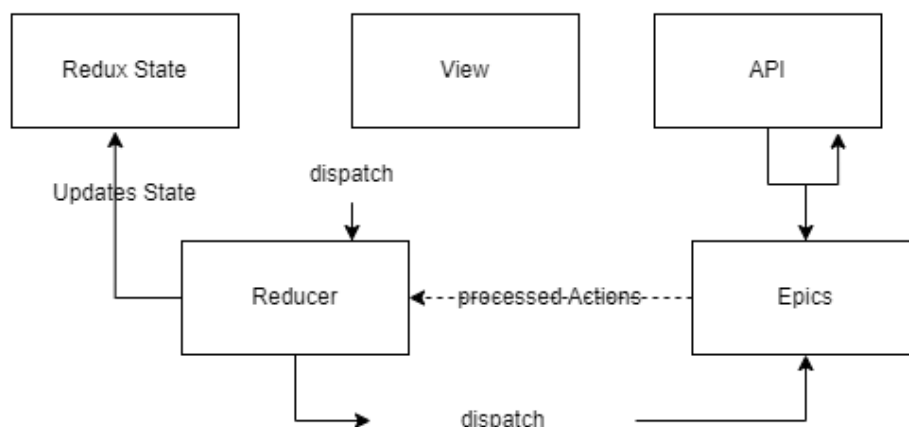 Redux State
View
API
dispatch
Updates State
Reducer
processed Actions
Epics
dispatch